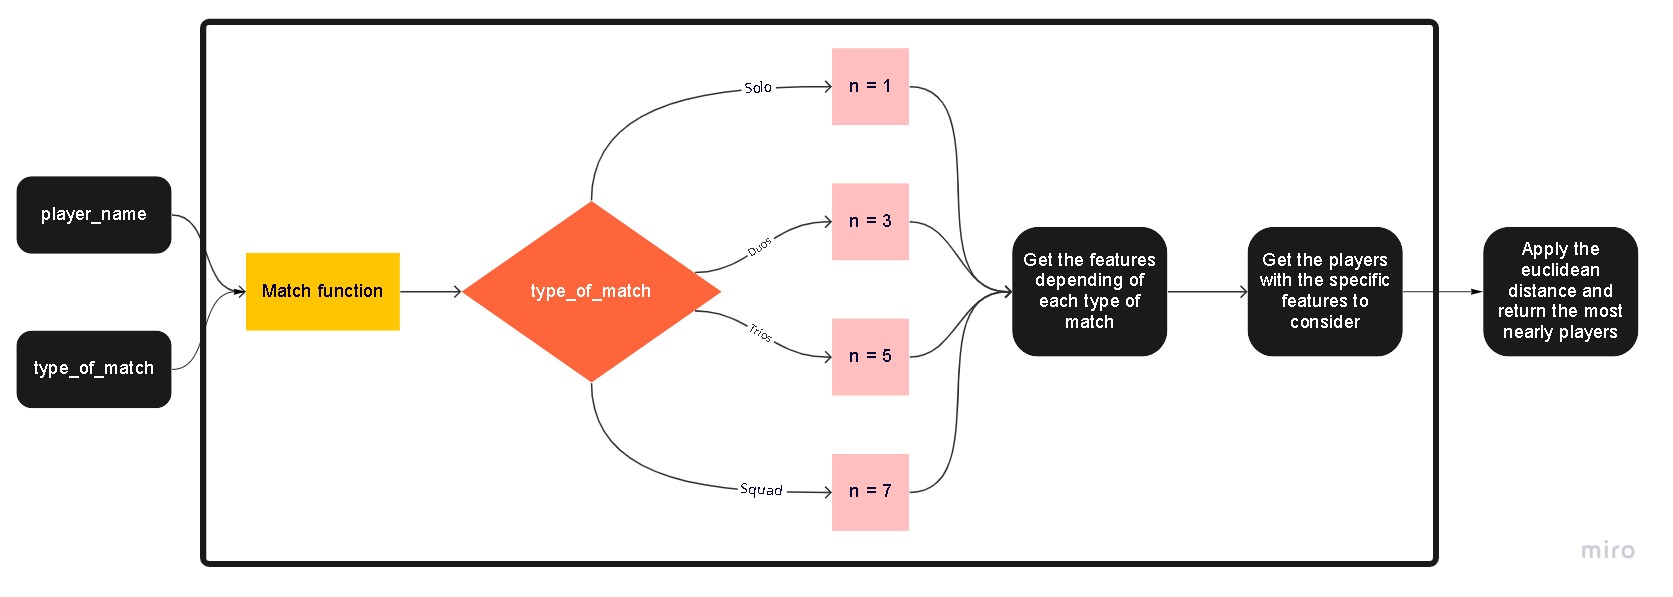 player_name
type_of_match
Match function
type_of_match
Solo
Duos
Trios
Squad
n = 1
n = 3
n = 5
n = 7
Get the features
depending of
each type of
match
Get the players
with the specific
features to
consider
Apply the
euclidean
distance and
return the most
nearly players
miro